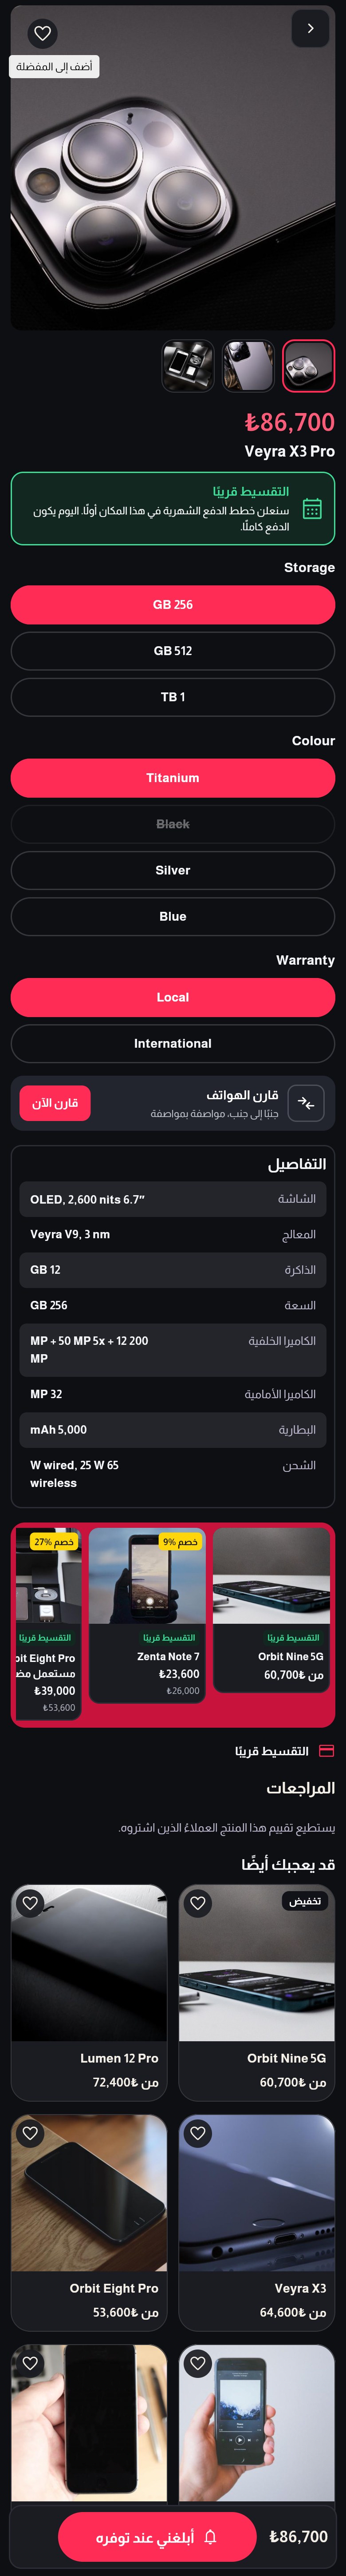 أضف إلى المفضلة
₺86,700
Veyra X3 Pro
التقسيط قريبًا
سنعلن خطط الدفع الشهرية في هذا المكان أولًا. اليوم يكون
الدفع كاملًا.
Storage
256 GB
512 GB
1 TB
Colour
Titanium
Black
Silver
Blue
Warranty
Local
International
قارن الهواتف
جنبًا إلى جنب، مواصفة بمواصفة
قارن الآن
التفاصيل
الشاشة 6.7″ OLED, 2,600 nits
المعالج Veyra V9, 3 nm
الذاكرة 12 GB
السعة 256 GB
الكاميرا الخلفية 200 MP + 50 MP 5x + 12
MP
الكاميرا الأمامية 32 MP
البطارية 5,000 mAh
الشحن 65 W wired, 25 W
wireless
التقسيط قريبًا
Orbit Nine 5G
من ₺60,700
خصم 9%
التقسيط قريبًا
Zenta Note 7
₺23,600
₺26,000
خصم 27%
التقسيط قريبًا
Eight Pro
مستعمل
₺39,000
₺53,600
التقسيط قريبًا
المراجعات
يستطيع تقييم هذا المنتج العملاءُ الذين اشتروه.
قد يعجبك أيضًا
تخفيض
Orbit Nine 5G
من ₺60,700
Lumen 12 Pro
من ₺72,400
Veyra X3
من ₺64,600
Orbit Eight Pro
من ₺53,600
₺86,700
أبلغني عند توفره